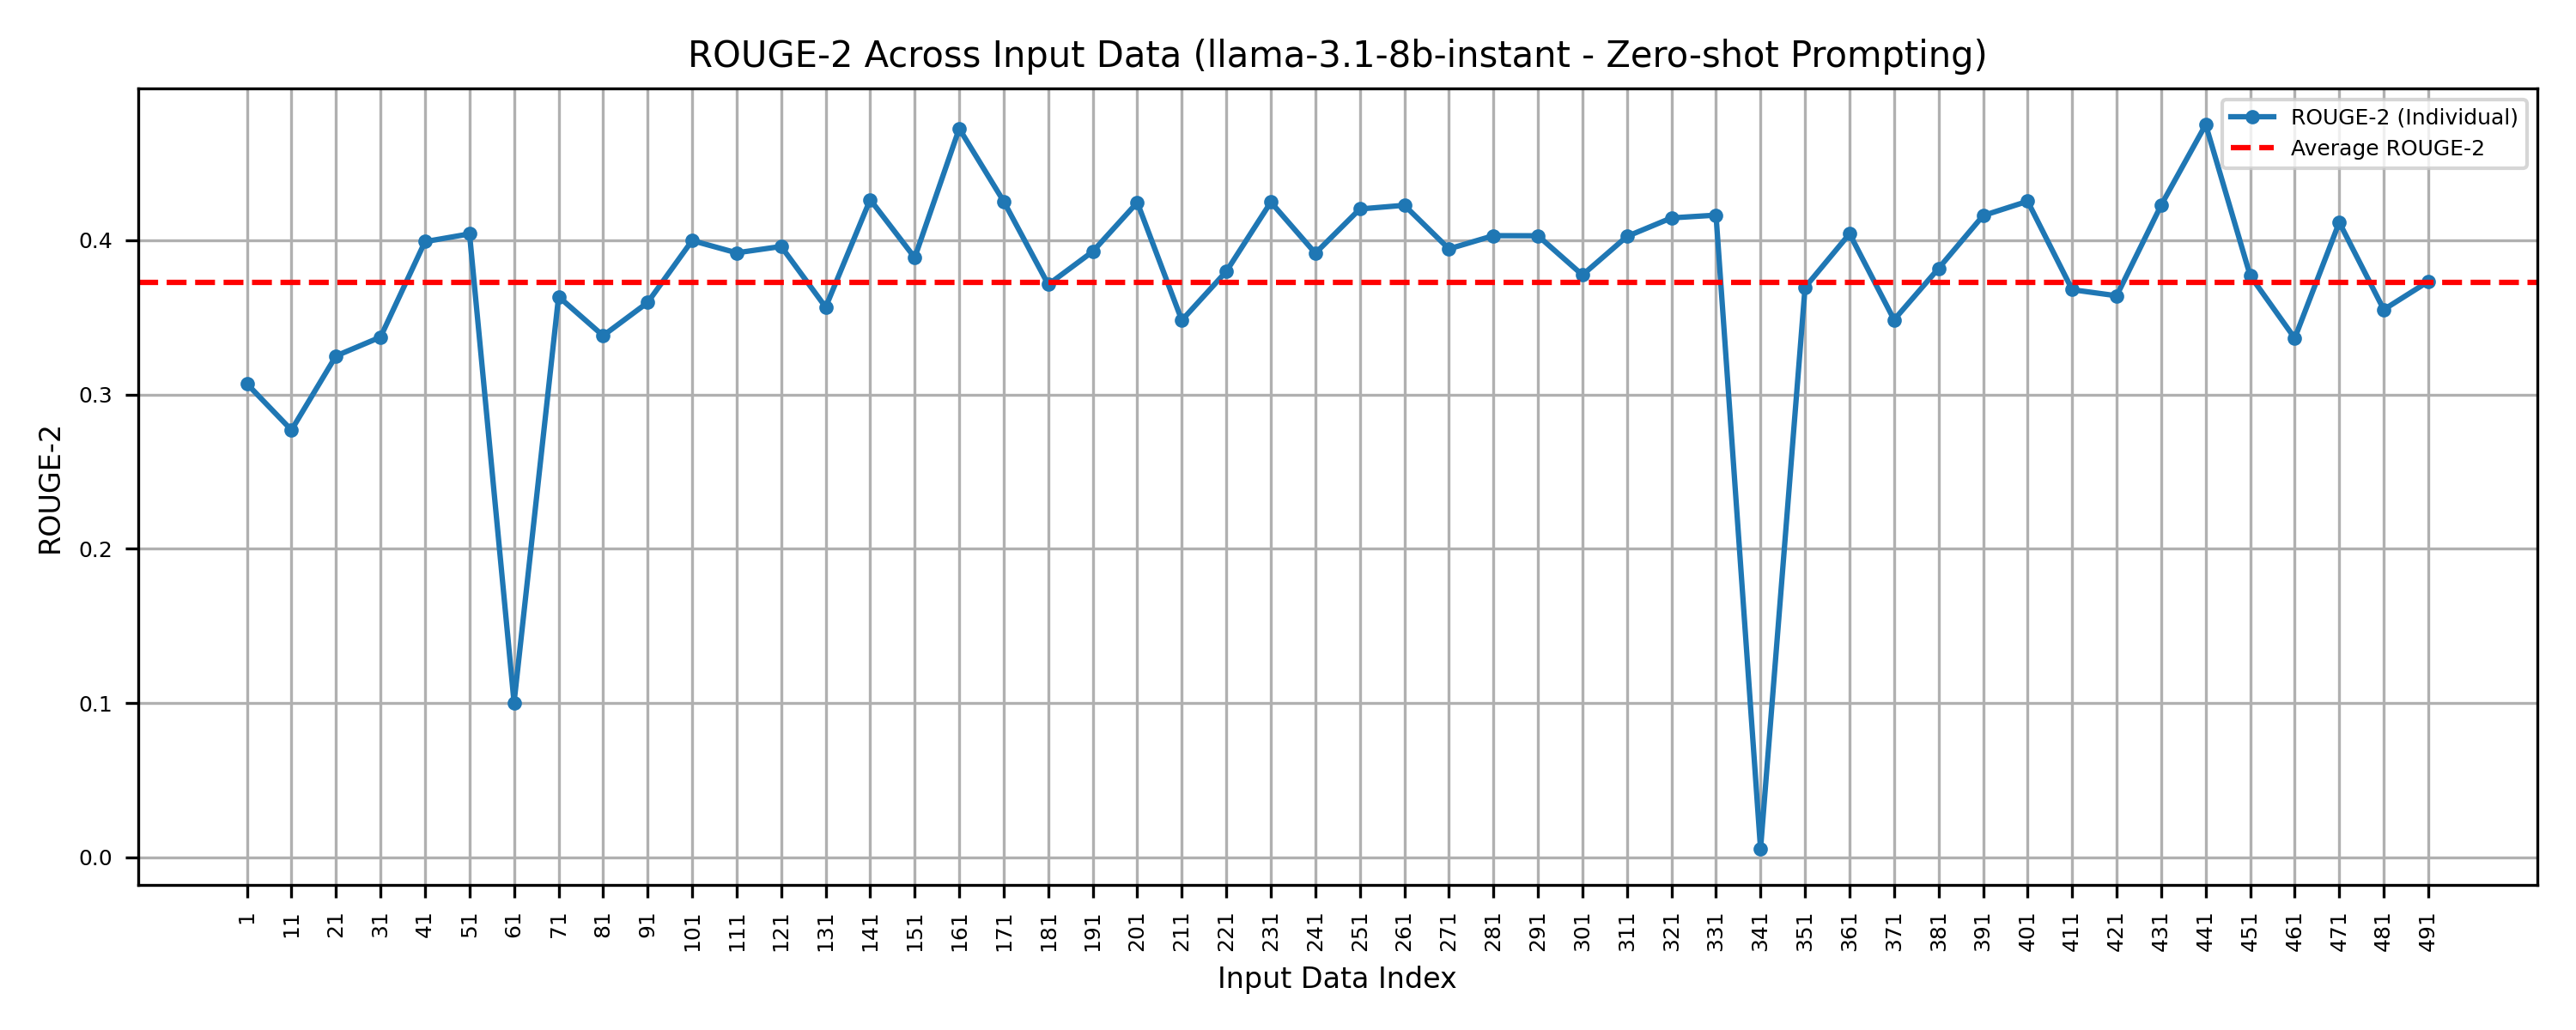 ROUGE-2 Across Input Data (llama-3.1-8b-instant - Zero-shot Prompting)
ROUGE-2 (Individual)
Average ROUGE-2
ROUGE-2
0.4
0.3
0.2
0.1
0.0
1 11 21 31 41 51 61 71 81 91 101 111 121 131 141 151 161 171 181 191 201 211 221 231 241 251 261 271 281 291 301 311 321 331 341 351 361 371 381 391 401 411 421 431 441 451 461 471 481 491
Input Data Index